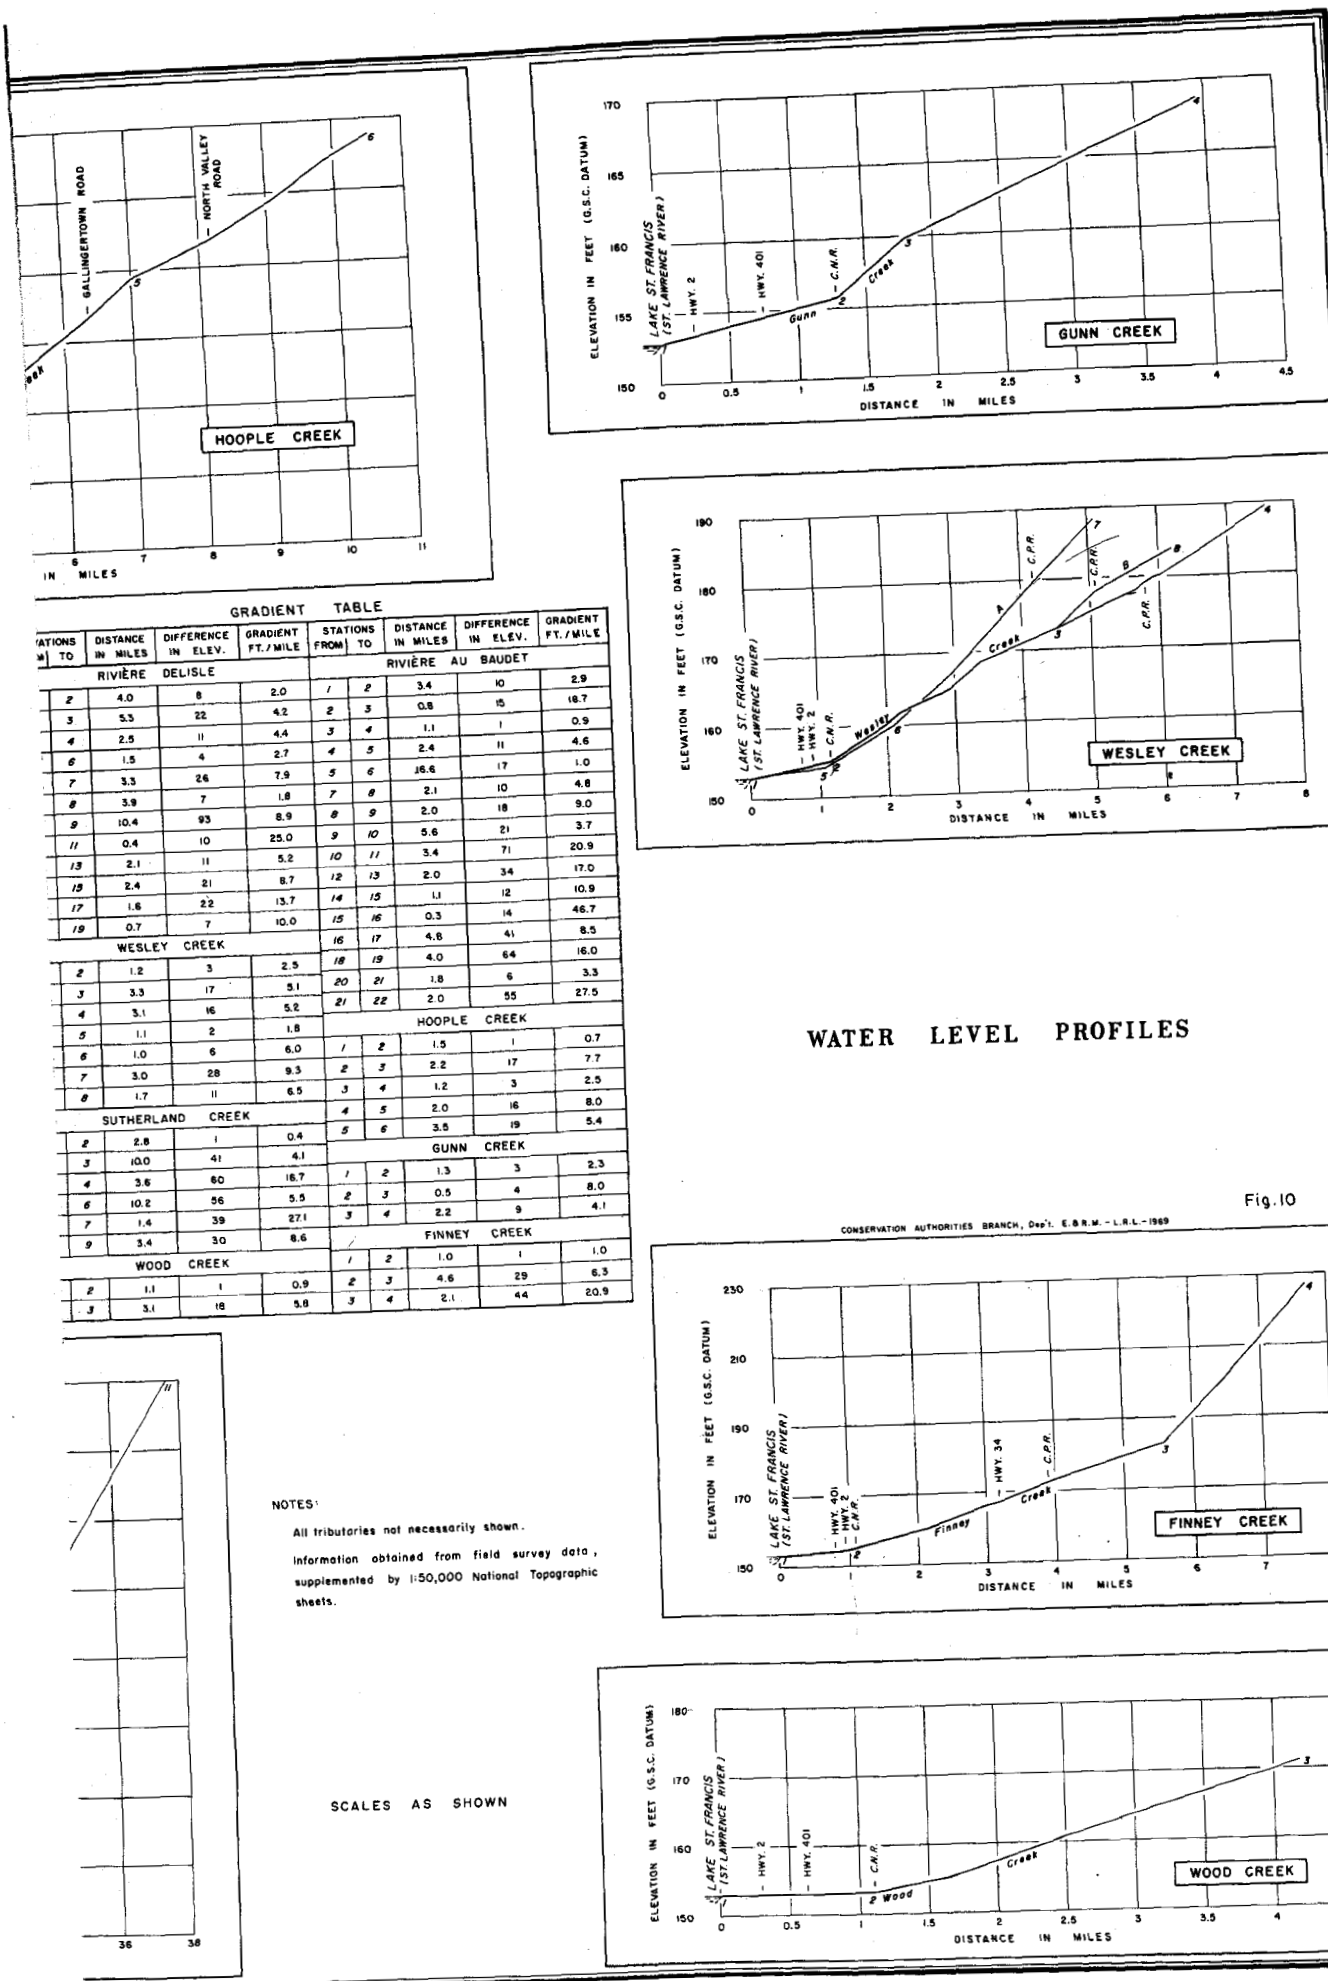 GALLINGERTOWN ROAD
NORTH VALLEY ROAD
5
6
HOOPLE CREEK
6 7 8 9 10 11
IN MILES
ELEVATION IN FEET (G.S.C. DATUM)
170
165
160
155
150
LAKE ST. FRANCIS
(ST. LAWRENCE RIVER)
HWY. 2
HWY. 401
C.N.R.
Gunn Creek
2
3
4
GUNN CREEK
0 0.5 1 1.5 2 2.5 3 3.5 4 4.5
DISTANCE IN MILES
ELEVATION IN FEET (G.S.C. DATUM)
190
180
170
160
150
LAKE ST. FRANCIS
(ST. LAWRENCE RIVER)
HWY. 401
HWY. 2
C.N.R.
Wesley Creek
5
6
3
A
7
C.P.R.
C.P.R.
B
8
C.P.R.
4
WESLEY CREEK
0 1 2 3 4 5 6 7 8
DISTANCE IN MILES
GRADIENT TABLE
TO DISTANCE IN MILES DIFFERENCE IN ELEV. GRADIENT FT./MILE
RIVIÈRE DELISLE
2 4.0 8 2.0
3 5.3 22 4.2
4 2.5 11 4.4
6 1.5 4 2.7
7 3.3 26 7.9
8 3.9 7 1.8
9 10.4 93 8.9
11 0.4 10 25.0
13 2.1 11 5.2
15 2.4 21 8.7
17 1.6 22 13.7
19 0.7 7 10.0
WESLEY CREEK
2 1.2 3 2.5
3 3.3 17 5.1
4 3.1 16 5.2
5 1.1 2 1.8
6 1.0 6 6.0
7 3.0 28 9.3
8 1.7 11 6.5
SUTHERLAND CREEK
2 2.8 1 0.4
3 10.0 41 4.1
4 3.6 60 16.7
6 10.2 56 5.5
7 1.4 39 27.1
9 3.4 30 8.6
WOOD CREEK
2 1.1 1 0.9
3 3.1 18 5.8
STATIONS FROM TO DISTANCE IN MILES DIFFERENCE IN ELEV. GRADIENT FT./MILE
RIVIÈRE AU BAUDET
1 2 3.4 10 2.9
2 3 0.8 15 18.7
3 4 1.1 1 0.9
4 5 2.4 11 4.6
5 6 16.6 17 1.0
7 8 2.1 10 4.8
8 9 2.0 18 9.0
9 10 5.6 21 3.7
10 11 3.4 71 20.9
12 13 2.0 34 17.0
14 15 1.1 12 10.9
15 16 0.3 14 46.7
16 17 4.8 41 8.5
18 19 4.0 64 16.0
20 21 1.8 6 3.3
21 22 2.0 55 27.5
HOOPLE CREEK
1 2 1.5 1 0.7
2 3 2.2 17 7.7
3 4 1.2 3 2.5
4 5 2.0 16 8.0
5 6 3.5 19 5.4
GUNN CREEK
1 2 1.3 3 2.3
2 3 0.5 4 8.0
3 4 2.2 9 4.1
FINNEY CREEK
1 2 1.0 1 1.0
2 3 4.6 29 6.3
3 4 2.1 44 20.9
WATER LEVEL PROFILES
Fig.10
CONSERVATION AUTHORITIES BRANCH, Dep't. E.&R.M. - L.R.L. - 1969
ELEVATION IN FEET (G.S.C. DATUM)
230
210
190
170
150
LAKE ST. FRANCIS
(ST. LAWRENCE RIVER)
HWY. 401
HWY. 2
C.N.R.
2
Finney Creek
HWY. 34
C.P.R.
3
4
FINNEY CREEK
0 1 2 3 4 5 6 7
DISTANCE IN MILES
11
36 38
NOTES:
All tributaries not necessarily shown.
Information obtained from field survey data,
supplemented by 1:50,000 National Topographic
sheets.
SCALES AS SHOWN
ELEVATION IN FEET (G.S.C. DATUM)
180
170
160
150
LAKE ST. FRANCIS
(ST. LAWRENCE RIVER)
HWY. 2
HWY. 401
C.N.R.
2 Wood Creek
3
WOOD CREEK
0 0.5 1 1.5 2 2.5 3 3.5 4
DISTANCE IN MILES